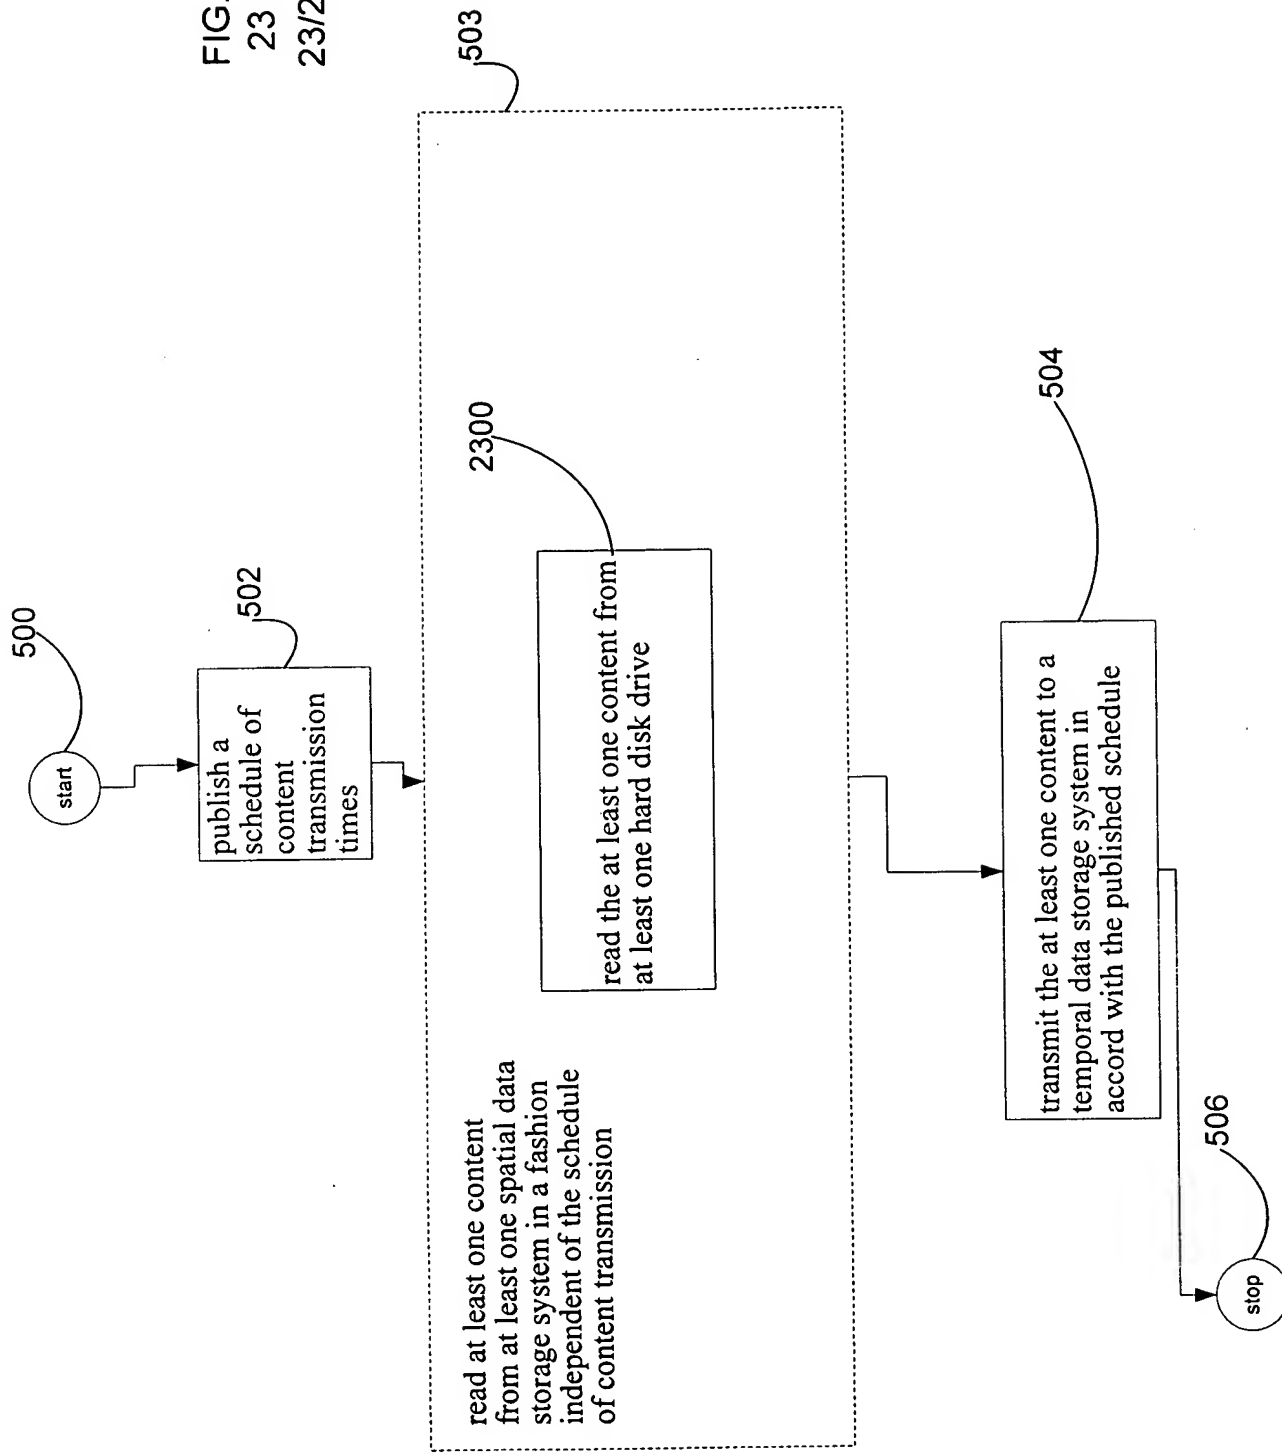 FIG.
23
23/2
500
start
502
publish a
schedule of
content
transmission
times
503
read at least one content
from at least one spatial data
storage system in a fashion
independent of the schedule
of content transmission
2300
read the at least one content from
at least one hard disk drive
504
transmit the at least one content to a
temporal data storage system in
accord with the published schedule
506
stop